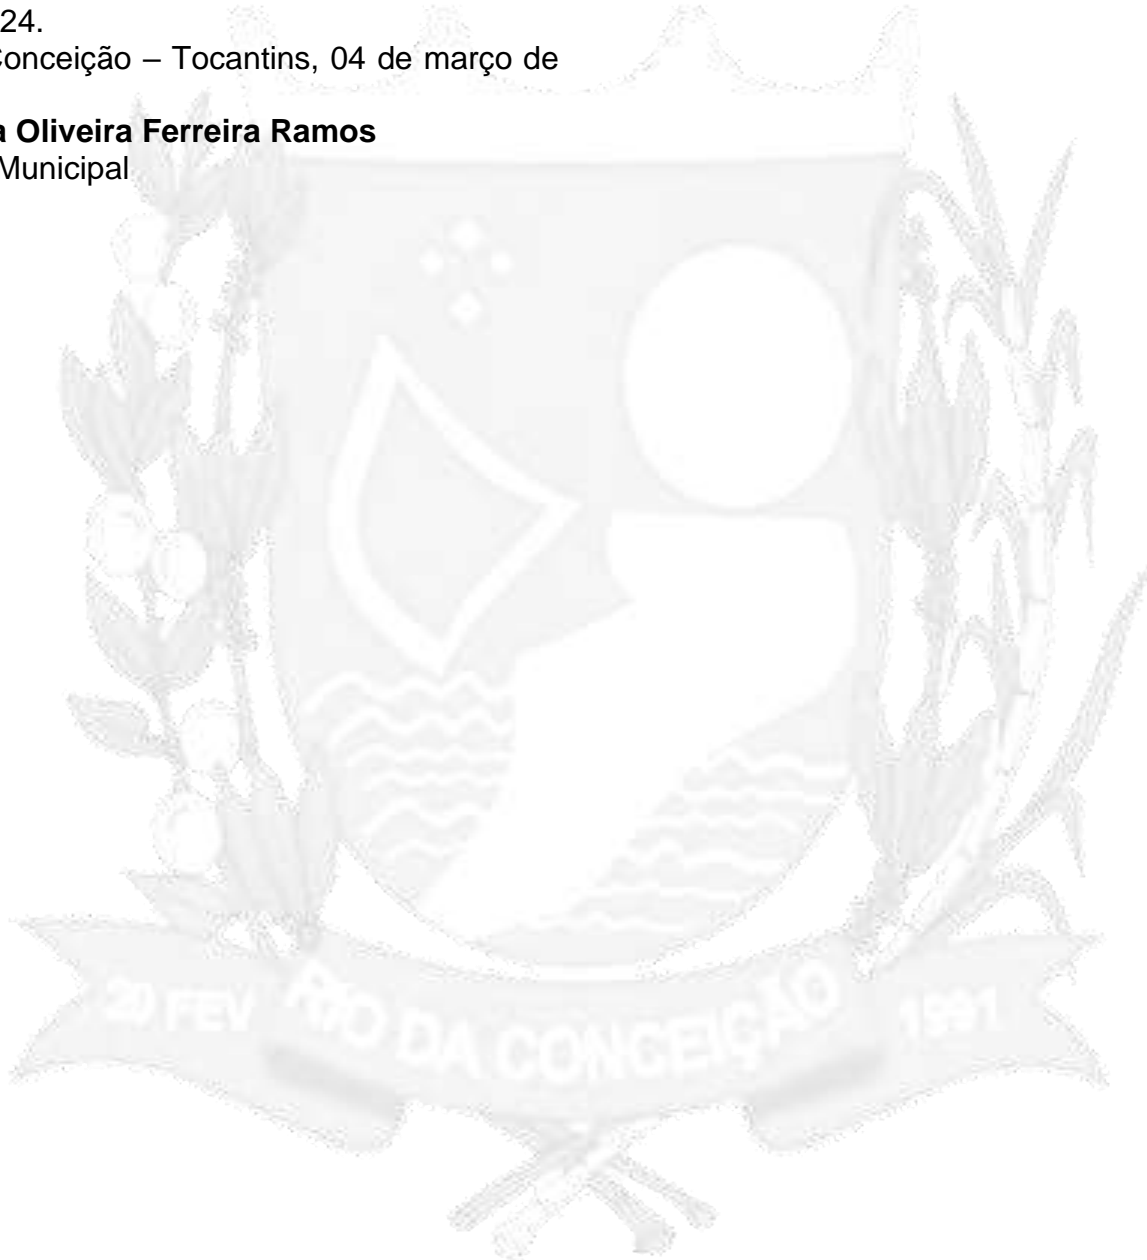 24.
Conceição – Tocantins, 04 de março de
a Oliveira Ferreira Ramos
Municipal
20 FEV RIO DA CONCEIÇÃO 1991